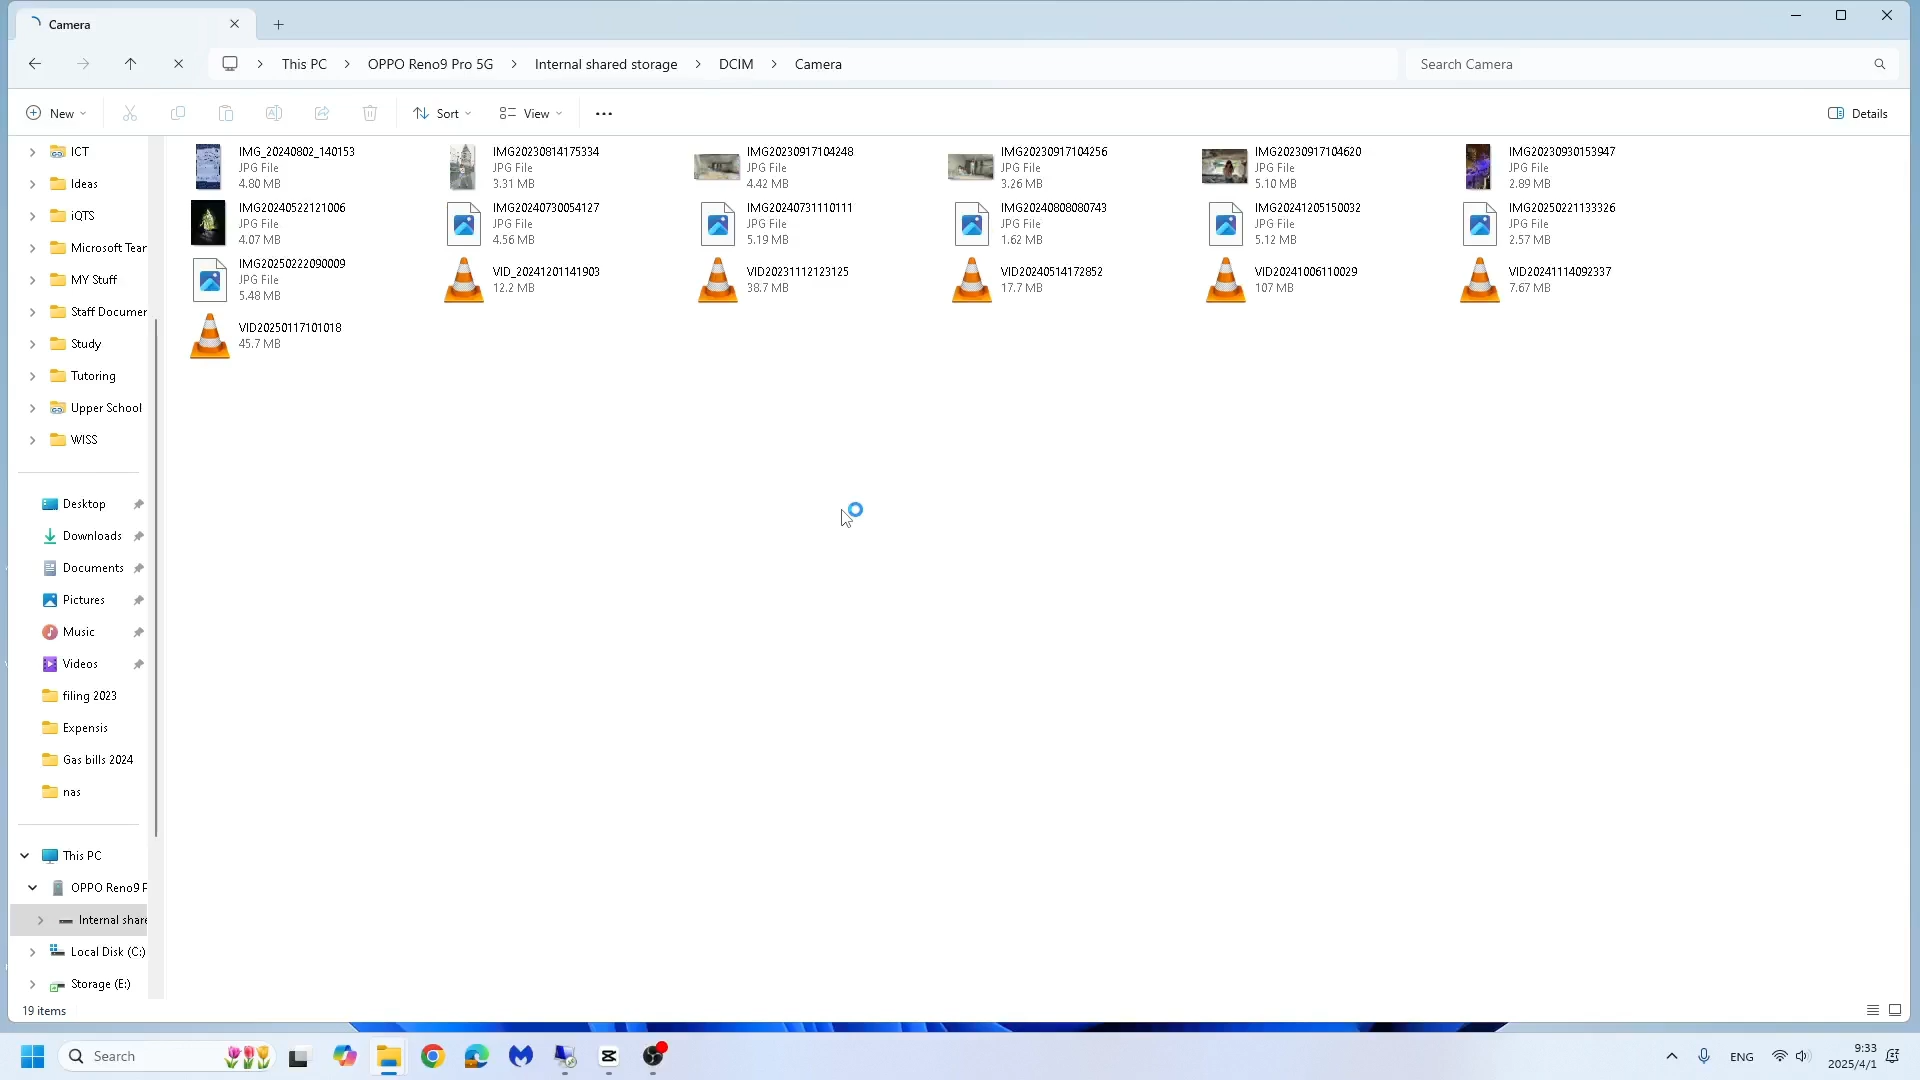 Camera
This PC
OPPO Reno9 Pro 5G
Internal shared storage
DCIM
Camera
Search Camera
New
Sort
View
Details
ICT
Ideas
iQTS
Microsoft Tear
MY Stuff
Staff Documer
Study
Tutoring
Upper School
WISS
Desktop
Downloads
Documents
Pictures
Music
Videos
filing 2023
Expensis
Gas bills 2024
nas
This PC
OPPO Reno9 F
Internal share
Local Disk (C:)
Storage (E:)
IMG_20240802_140153
JPG File
4.80 MB
IMG20230814175334
JPG File
3.31 MB
IMG20230917104248
JPG File
4.42 MB
IMG20230917104256
JPG File
3.26 MB
IMG20230917104620
JPG File
5.10 MB
IMG20230930153947
JPG File
2.89 MB
IMG20240522121006
JPG File
4.07 MB
IMG20240730054127
JPG File
4.56 MB
IMG20240731110111
JPG File
5.19 MB
IMG20240808080743
JPG File
1.62 MB
IMG20241205150032
JPG File
5.12 MB
IMG20250221133326
JPG File
2.57 MB
IMG20250222090009
JPG File
5.48 MB
VID_20241201141903
12.2 MB
VID20231112123125
38.7 MB
VID20240514172852
17.7 MB
VID20241006110029
107 MB
VID20241114092337
7.67 MB
VID20250117101018
45.7 MB
19 items
Search
ENG
9:33
2025/4/1